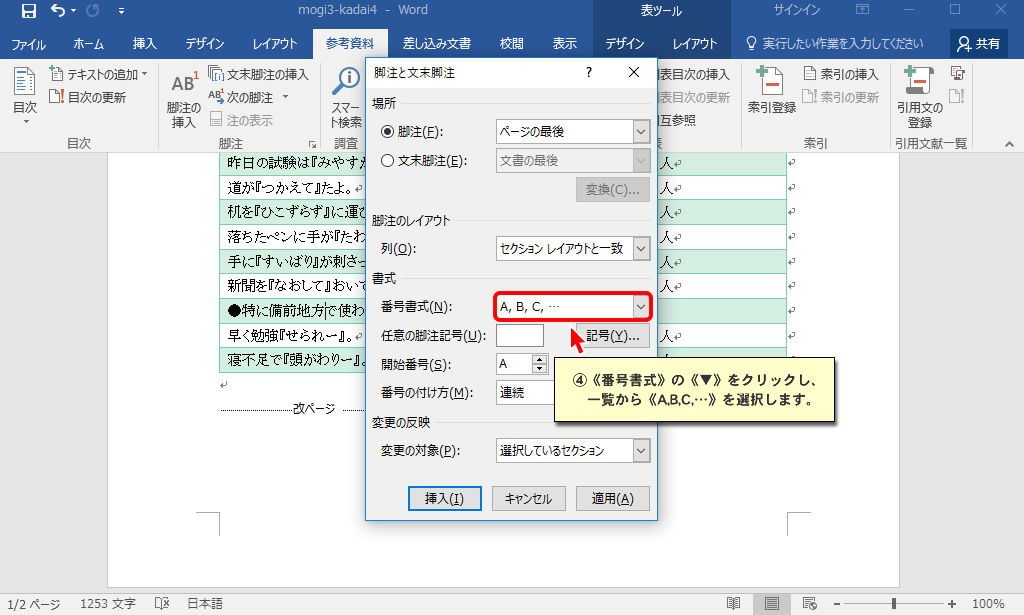 mogi3-kadai4 - Word
表ツール
サインイン
ファイル ホーム 挿入 デザイン レイアウト 参考資料 差し込み文書 校閲 表示 デザイン レイアウト 実行したい作業を入力してください 共有
目次
テキストの追加
目次の更新
目次
AB1
脚注の
挿入
文末脚注の挿入
AB1 次の脚注
注の表示
脚注
スマー
ト検索
調査
表目次の挿入
表目次の更新
互参照
索引登録
索引の挿入
索引の更新
索引
引用文の
登録
引用文献一覧
脚注と文末脚注 ?
場所
脚注(F): ページの最後
文末脚注(E): 文書の最後
変換(C)...
脚注のレイアウト
列(O): セクション レイアウトと一致
書式
番号書式(N): A, B, C, …
任意の脚注記号(U): 記号(Y)...
開始番号(S): A
番号の付け方(M): 連続
変更の反映
変更の対象(P): 選択しているセクション
挿入(I) キャンセル 適用(A)
④《番号書式》の《▼》をクリックし、
一覧から《A,B,C,…》を選択します。
昨日の試験は『みやすか 人
道が『つかえて』たよ。 人
机を『ひこずらず』に運び 人
落ちたペンに手が『たわ 人
手に『すいばり』が刺さっ 人
新聞を『なおして』おいて 人
●特に備前地方で使わ
早く勉強『せられー』。
寝不足で『頭がわりー』。
改ページ
1/2 ページ 1253 文字 日本語 100%